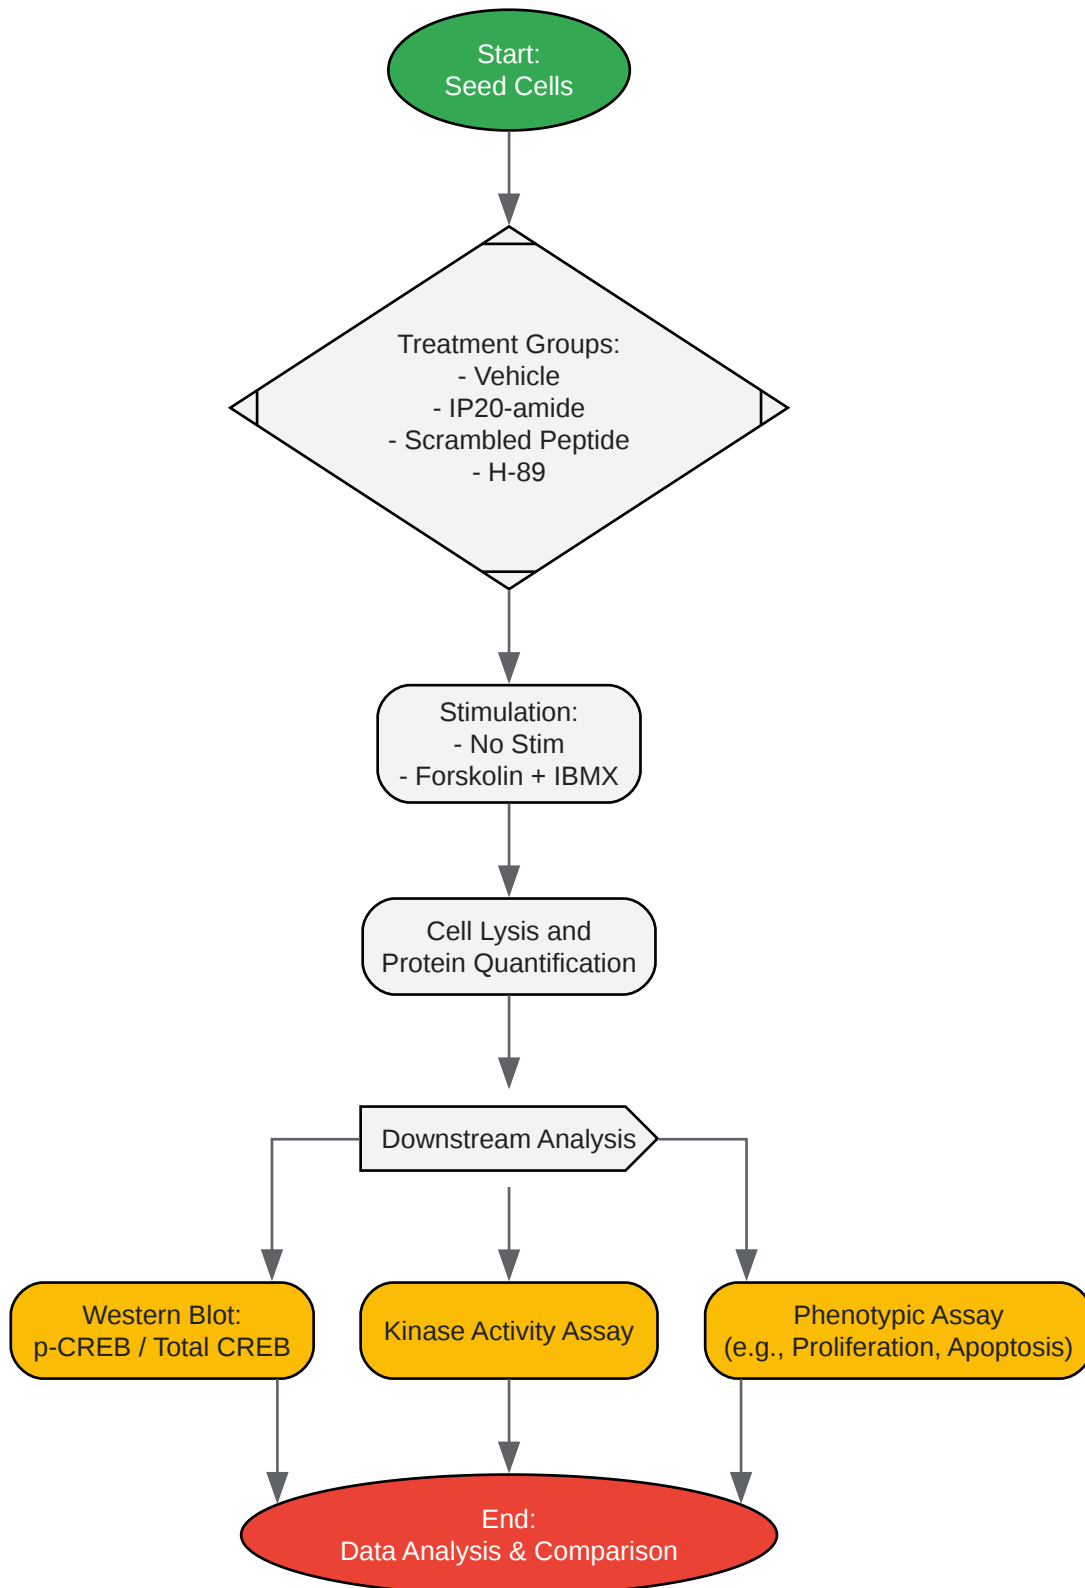 Start:
Seed Cells
Treatment Groups:
- Vehicle
- IP20-amide
- Scrambled Peptide
- H-89
Stimulation:
- No Stim
- Forskolin + IBMX
Cell Lysis and
Protein Quantification
Downstream Analysis
Western Blot:
p-CREB / Total CREB
Kinase Activity Assay
Phenotypic Assay
(e.g., Proliferation, Apoptosis)
End:
Data Analysis & Comparison